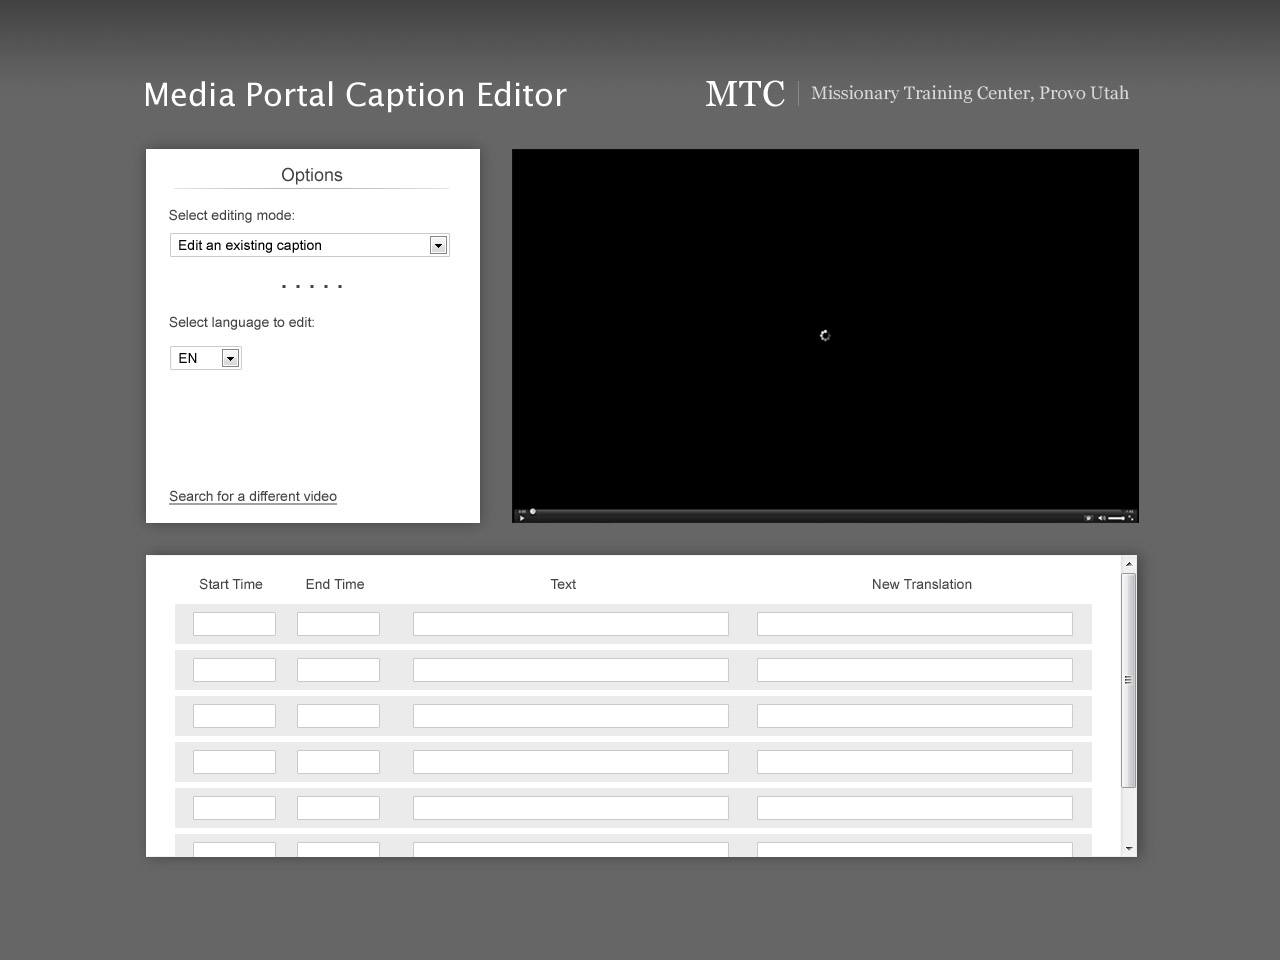 Media Portal Caption Editor
MTC
Missionary Training Center, Provo Utah
Options
Select editing mode:
Edit an existing caption
. . . . .
Select language to edit:
EN
Search for a different video
Start Time End Time Text New Translation